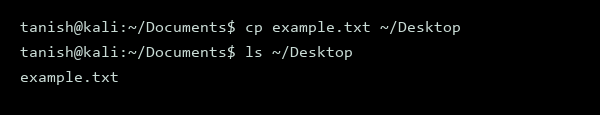 tanish@kali:~/Documents$ cp example.txt ~/Desktop
tanish@kali:~/Documents$ ls ~/Desktop
example.txt